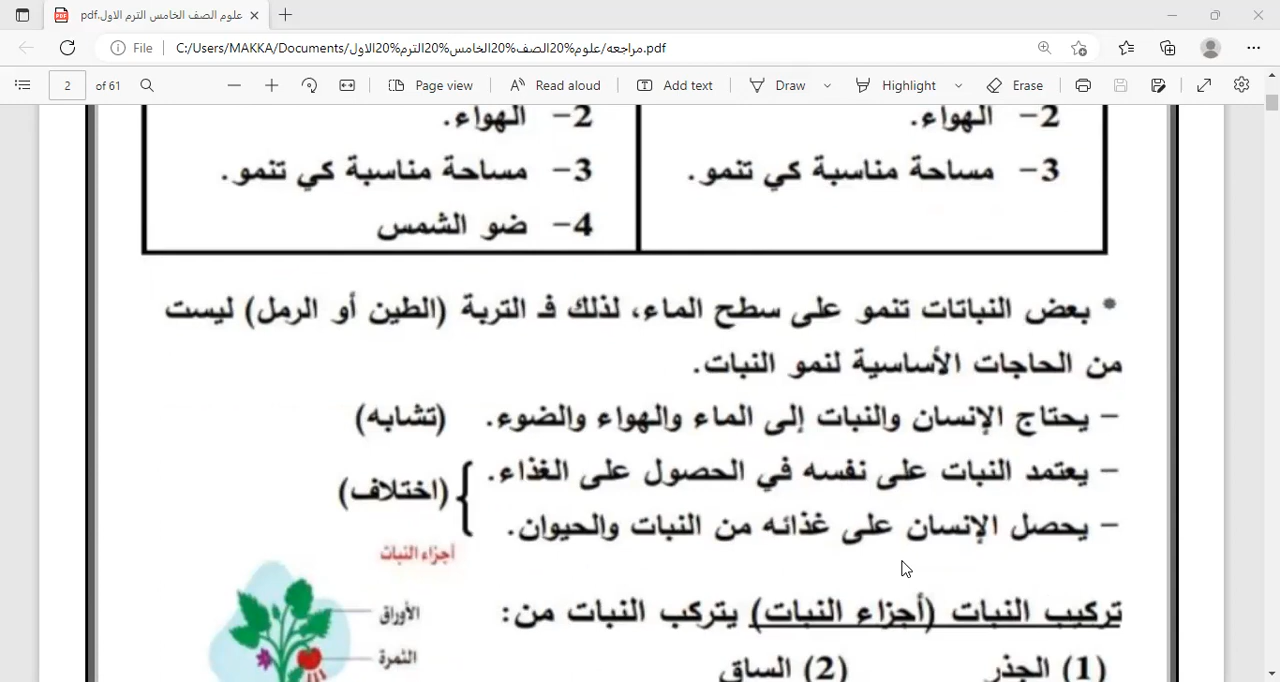 علوم الصف الخامس الترم الاول.pdf
File C:/Users/MAKKA/Documents/مراجعه/علوم%20الصف%20الخامس%20الترم%20الاول.pdf
2 of 61 Page view Read aloud Add text Draw Highlight Erase
2- الهواء. 2- الهواء.
3- مساحة مناسبة كي تنمو. 3- مساحة مناسبة كي تنمو.
4- ضو الشمس
• بعض النباتات تنمو على سطح الماء، لذلك فـ التربة (الطين أو الرمل) ليست
من الحاجات الأساسية لنمو النبات.
- يحتاج الإنسان والنبات إلى الماء والهواء والضوء. (تشابه)
- يعتمد النبات على نفسه في الحصول على الغذاء.
(اختلاف)
- يحصل الإنسان على غذائه من النبات والحيوان.
أجزاء النبات
تركيب النبات (أجزاء النبات) يتركب النبات من:
الأوراق
الثمرة
(1) الجذر (2) الساق